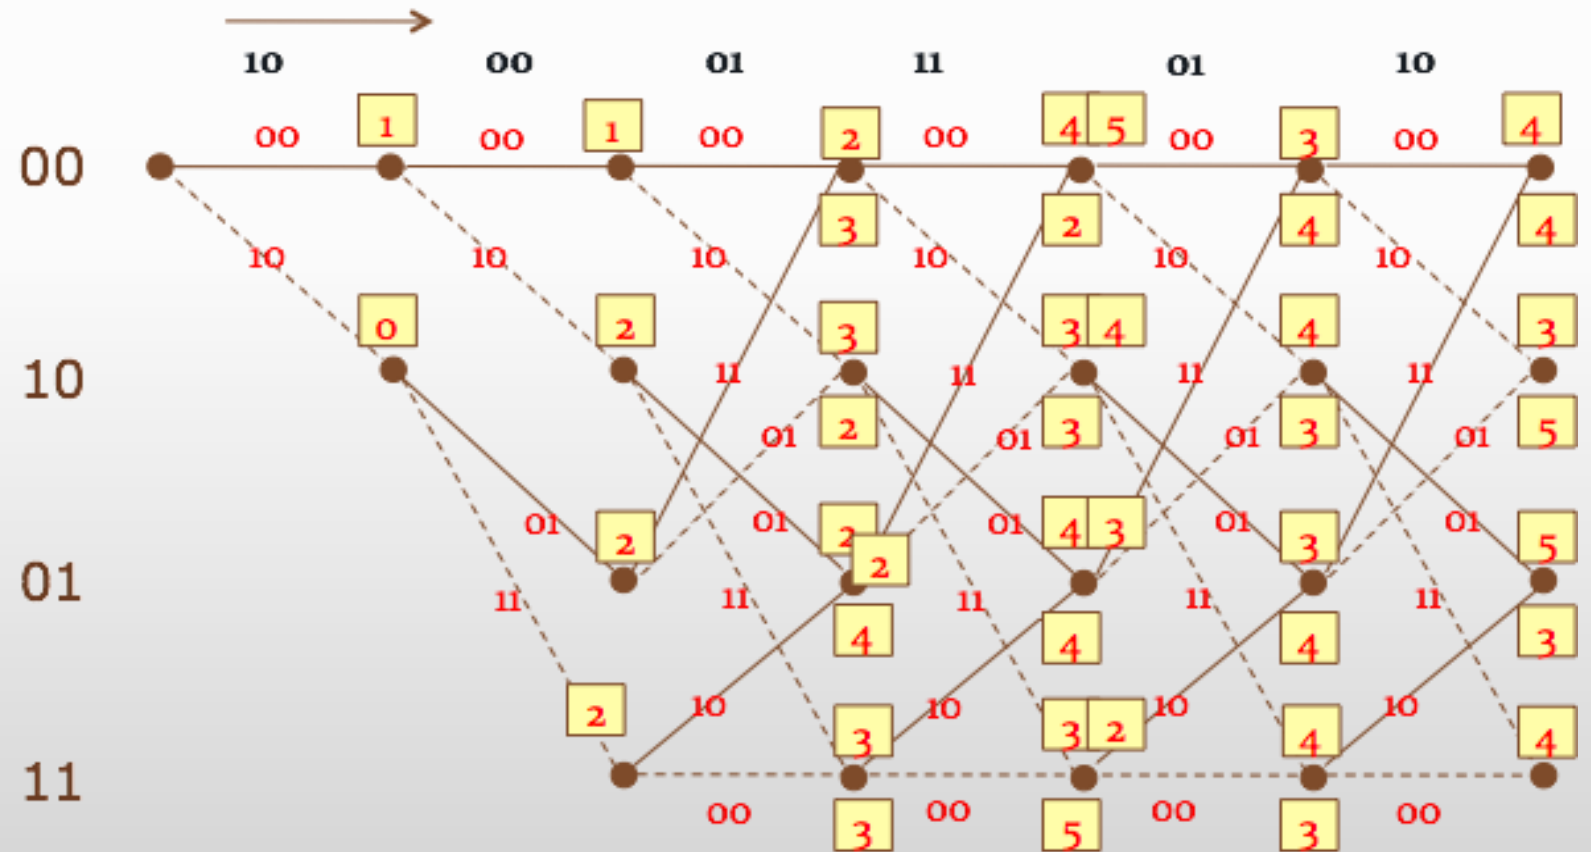 10 00 01 11 01 10
1 1 2 4 5 3 4
00 00 00 00 00 00
00
3 2 4 4
10 10 10 10 10 10
0 2 3 3 4 4 3
10
11 11 11 11
2 3 3 5
01 01 01 01
2 2 2 4 3 3 5
01 01 01 01 01
01
4 4 4 3
11 11 11 11 11
2 3 3 2 4 4
10 10 10 10
11
00 00 00 00
3 5 3